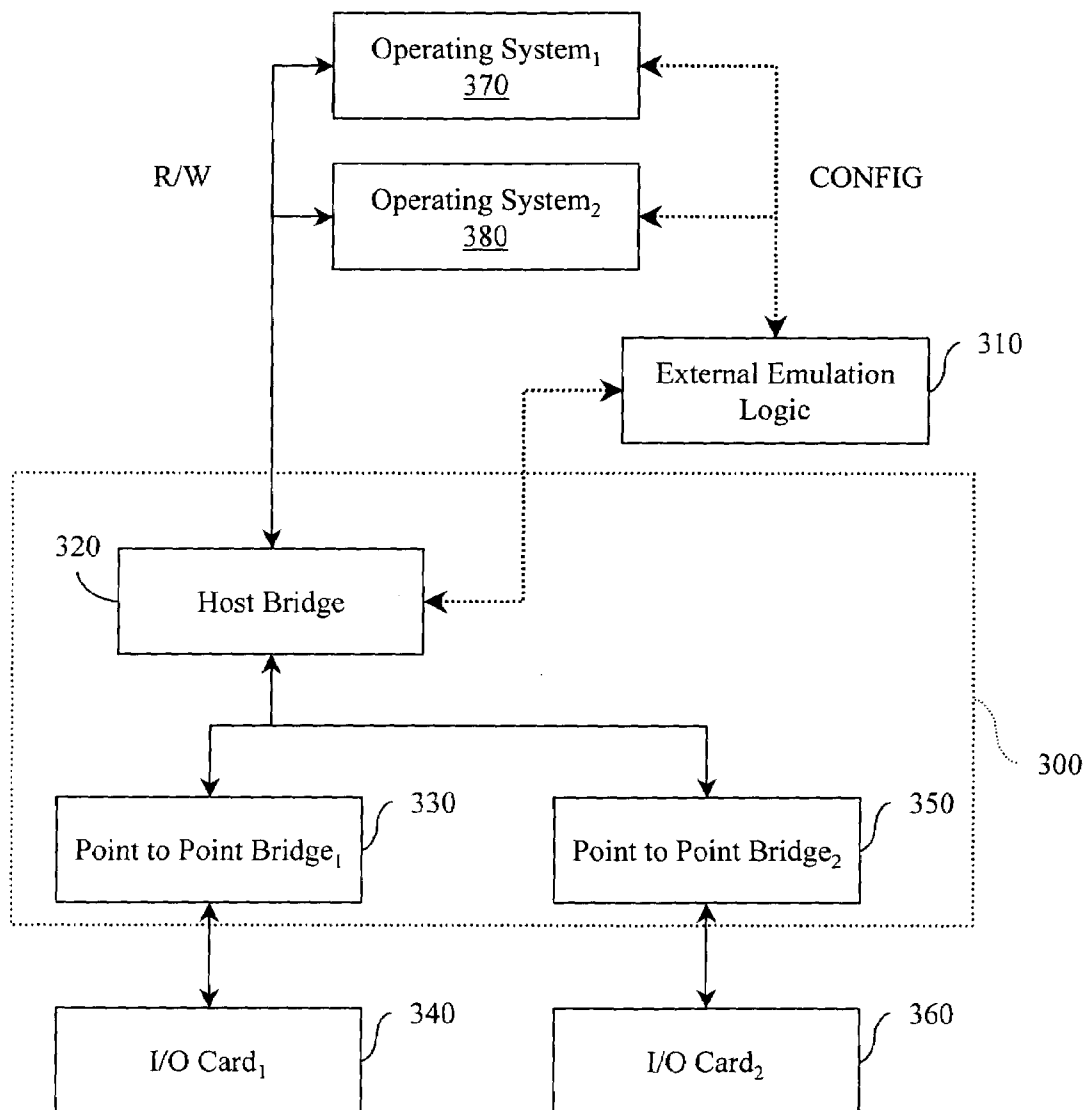 Operating System₁
370
R/W
CONFIG
Operating System₂
380
310
External Emulation
Logic
320
Host Bridge
300
330
350
Point to Point Bridge₁
Point to Point Bridge₂
340
360
I/O Card₁
I/O Card₂